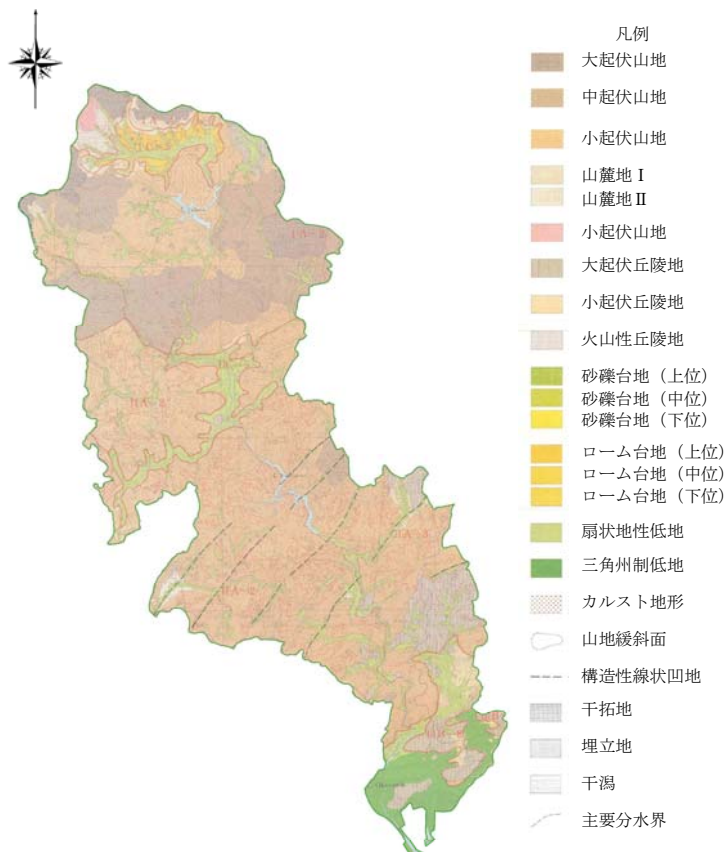 凡例
大起伏山地
中起伏山地
小起伏山地
山麓地Ⅰ
山麓地Ⅱ
小起伏山地
大起伏丘陵地
小起伏丘陵地
火山性丘陵地
砂礫台地（上位）
砂礫台地（中位）
砂礫台地（下位）
ローム台地（上位）
ローム台地（中位）
ローム台地（下位）
扇状地性低地
三角州制低地
カルスト地形
山地緩斜面
構造性線状凹地
干拓地
埋立地
干潟
主要分水界